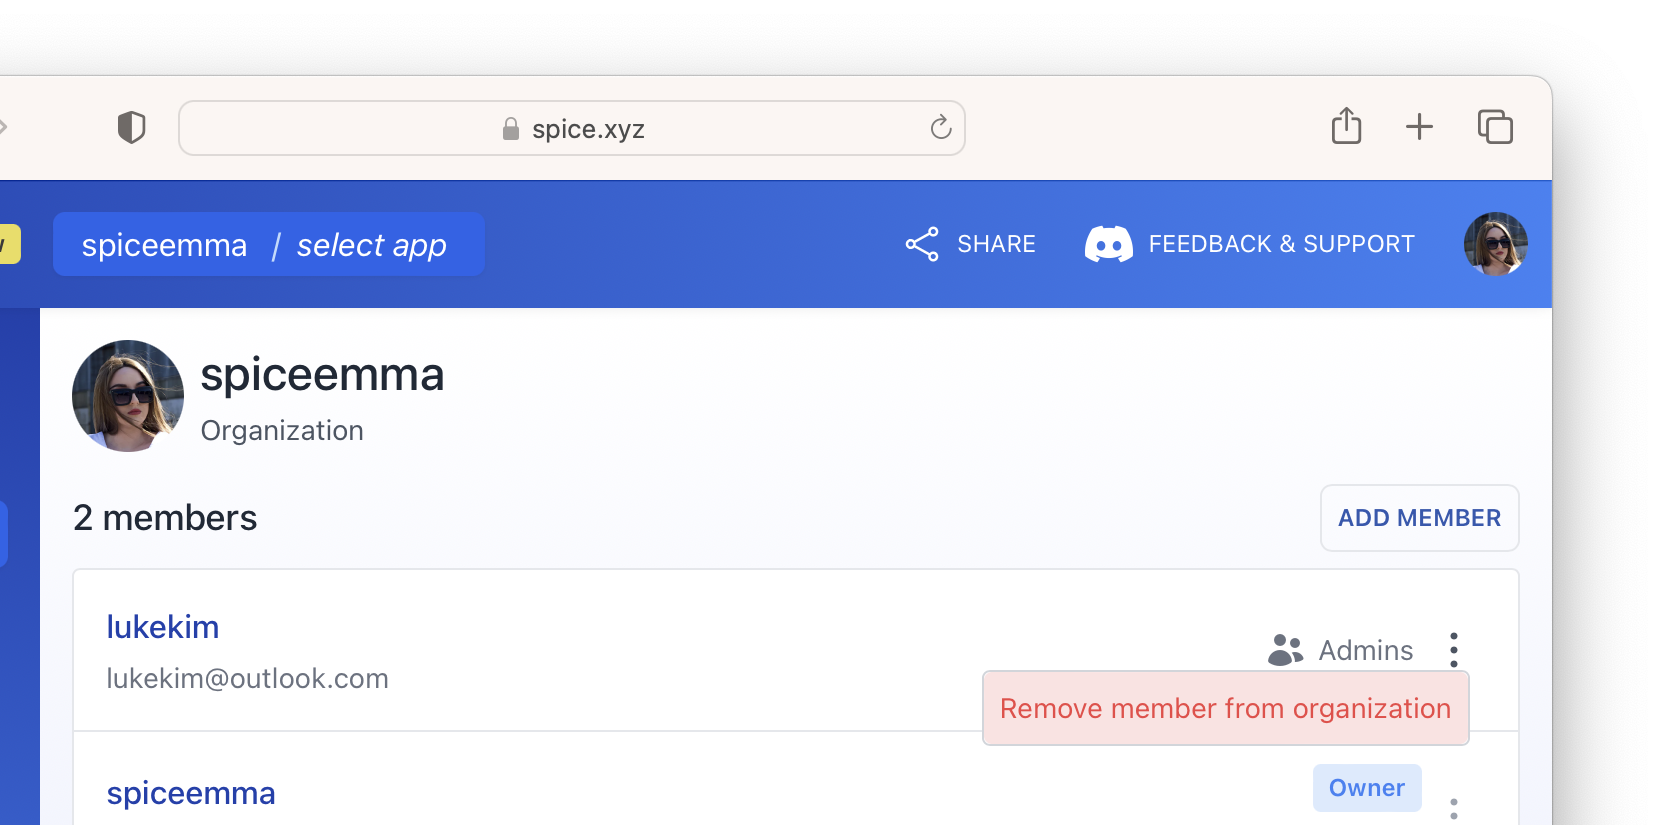 spice.xyz
spiceemma / select app
SHARE
FEEDBACK & SUPPORT
spiceemma
Organization
2 members
ADD MEMBER
lukekim
lukekim@outlook.com
Admins
Remove member from organization
spiceemma
Owner